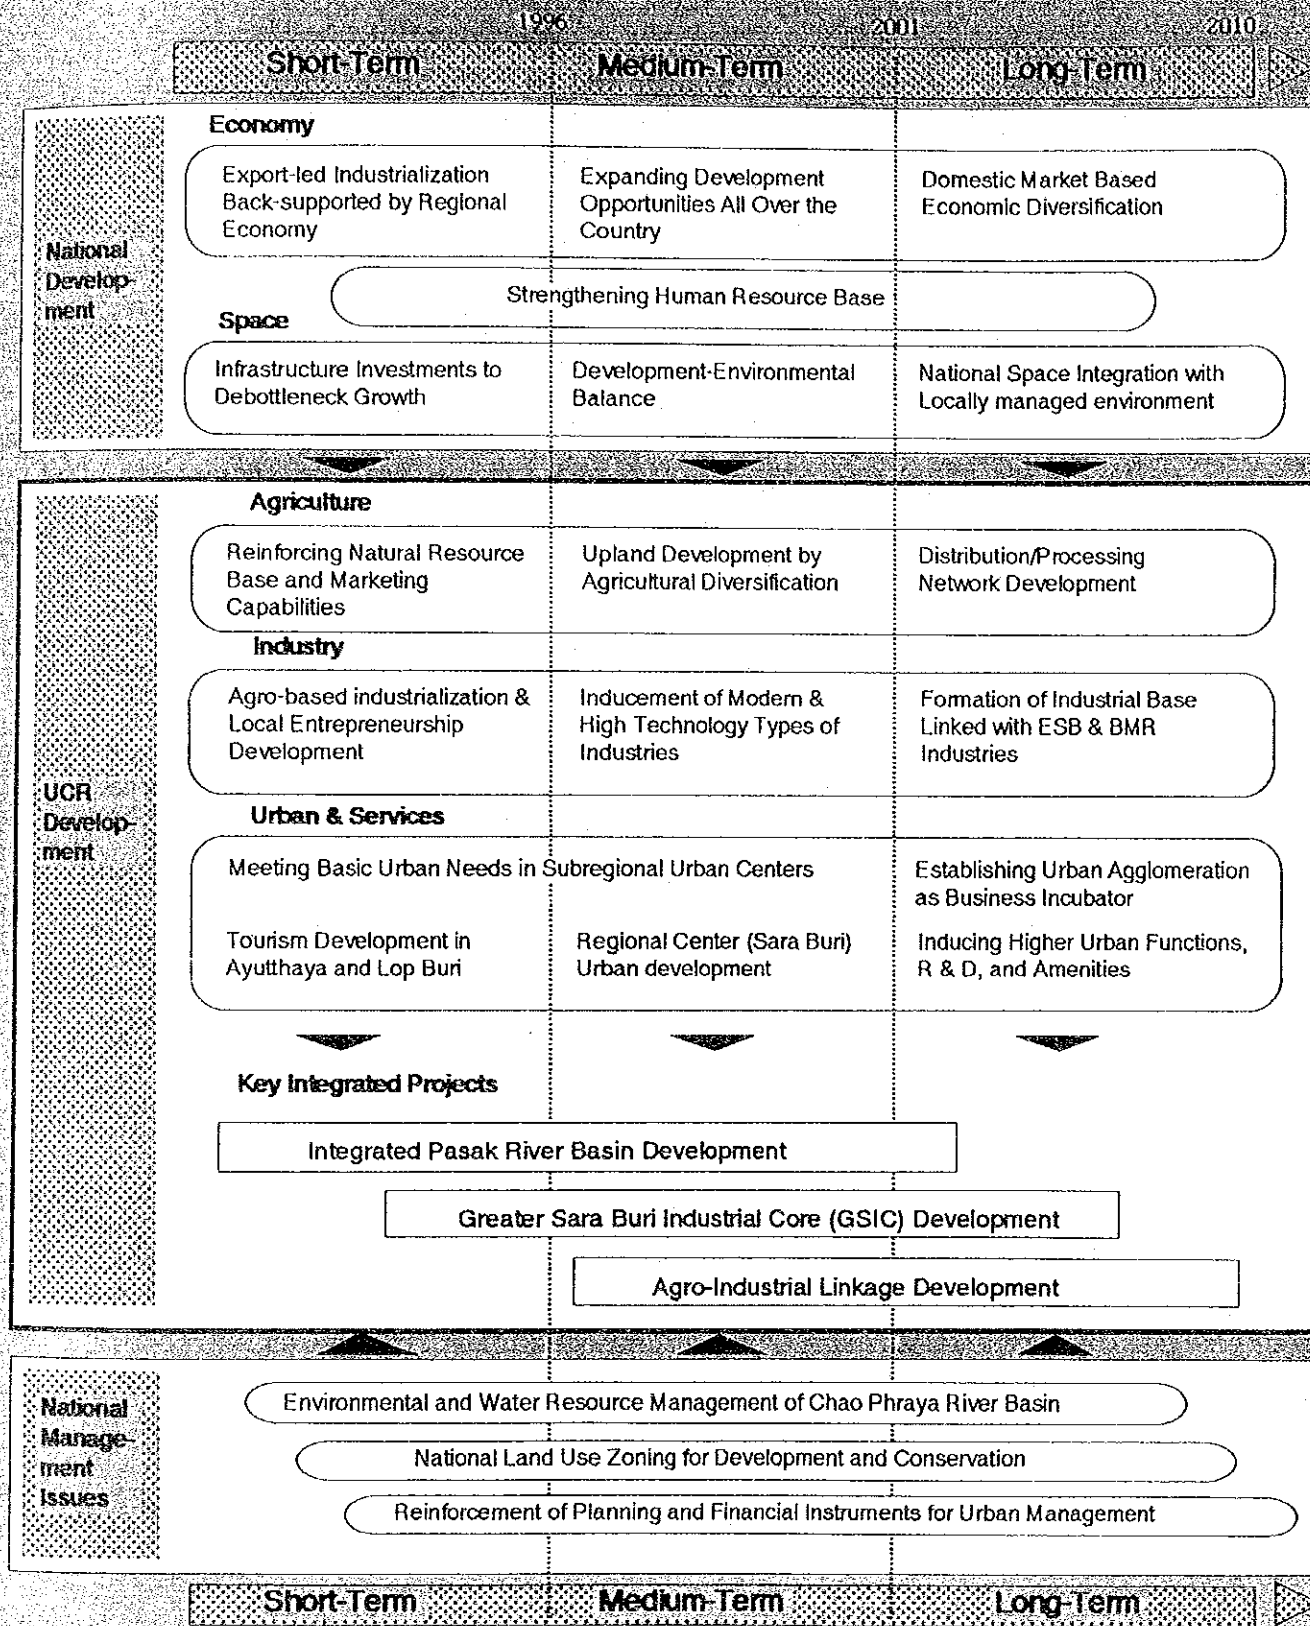 1996 2001 2010
Short-Term Medium-Term Long-Term
National
Develop-
ment
Economy
Export-led Industrialization
Back-supported by Regional
Economy
Expanding Development
Opportunities All Over the
Country
Domestic Market Based
Economic Diversification
Strengthening Human Resource Base
Space
Infrastructure Investments to
Debottleneck Growth
Development-Environmental
Balance
National Space Integration with
Locally managed environment
UCR
Develop-
ment
Agriculture
Reinforcing Natural Resource
Base and Marketing
Capabilities
Upland Development by
Agricultural Diversification
Distribution/Processing
Network Development
Industry
Agro-based industrialization &
Local Entrepreneurship
Development
Inducement of Modern &
High Technology Types of
Industries
Formation of Industrial Base
Linked with ESB & BMR
Industries
Urban & Services
Meeting Basic Urban Needs in Subregional Urban Centers
Establishing Urban Agglomeration
as Business Incubator
Tourism Development in
Ayutthaya and Lop Buri
Regional Center (Sara Buri)
Urban development
Inducing Higher Urban Functions,
R & D, and Amenities
Key Integrated Projects
Integrated Pasak River Basin Development
Greater Sara Buri Industrial Core (GSIC) Development
Agro-Industrial Linkage Development
National
Manage-
ment
Issues
Environmental and Water Resource Management of Chao Phraya River Basin
National Land Use Zoning for Development and Conservation
Reinforcement of Planning and Financial Instruments for Urban Management
Short-Term Medium-Term Long-Term